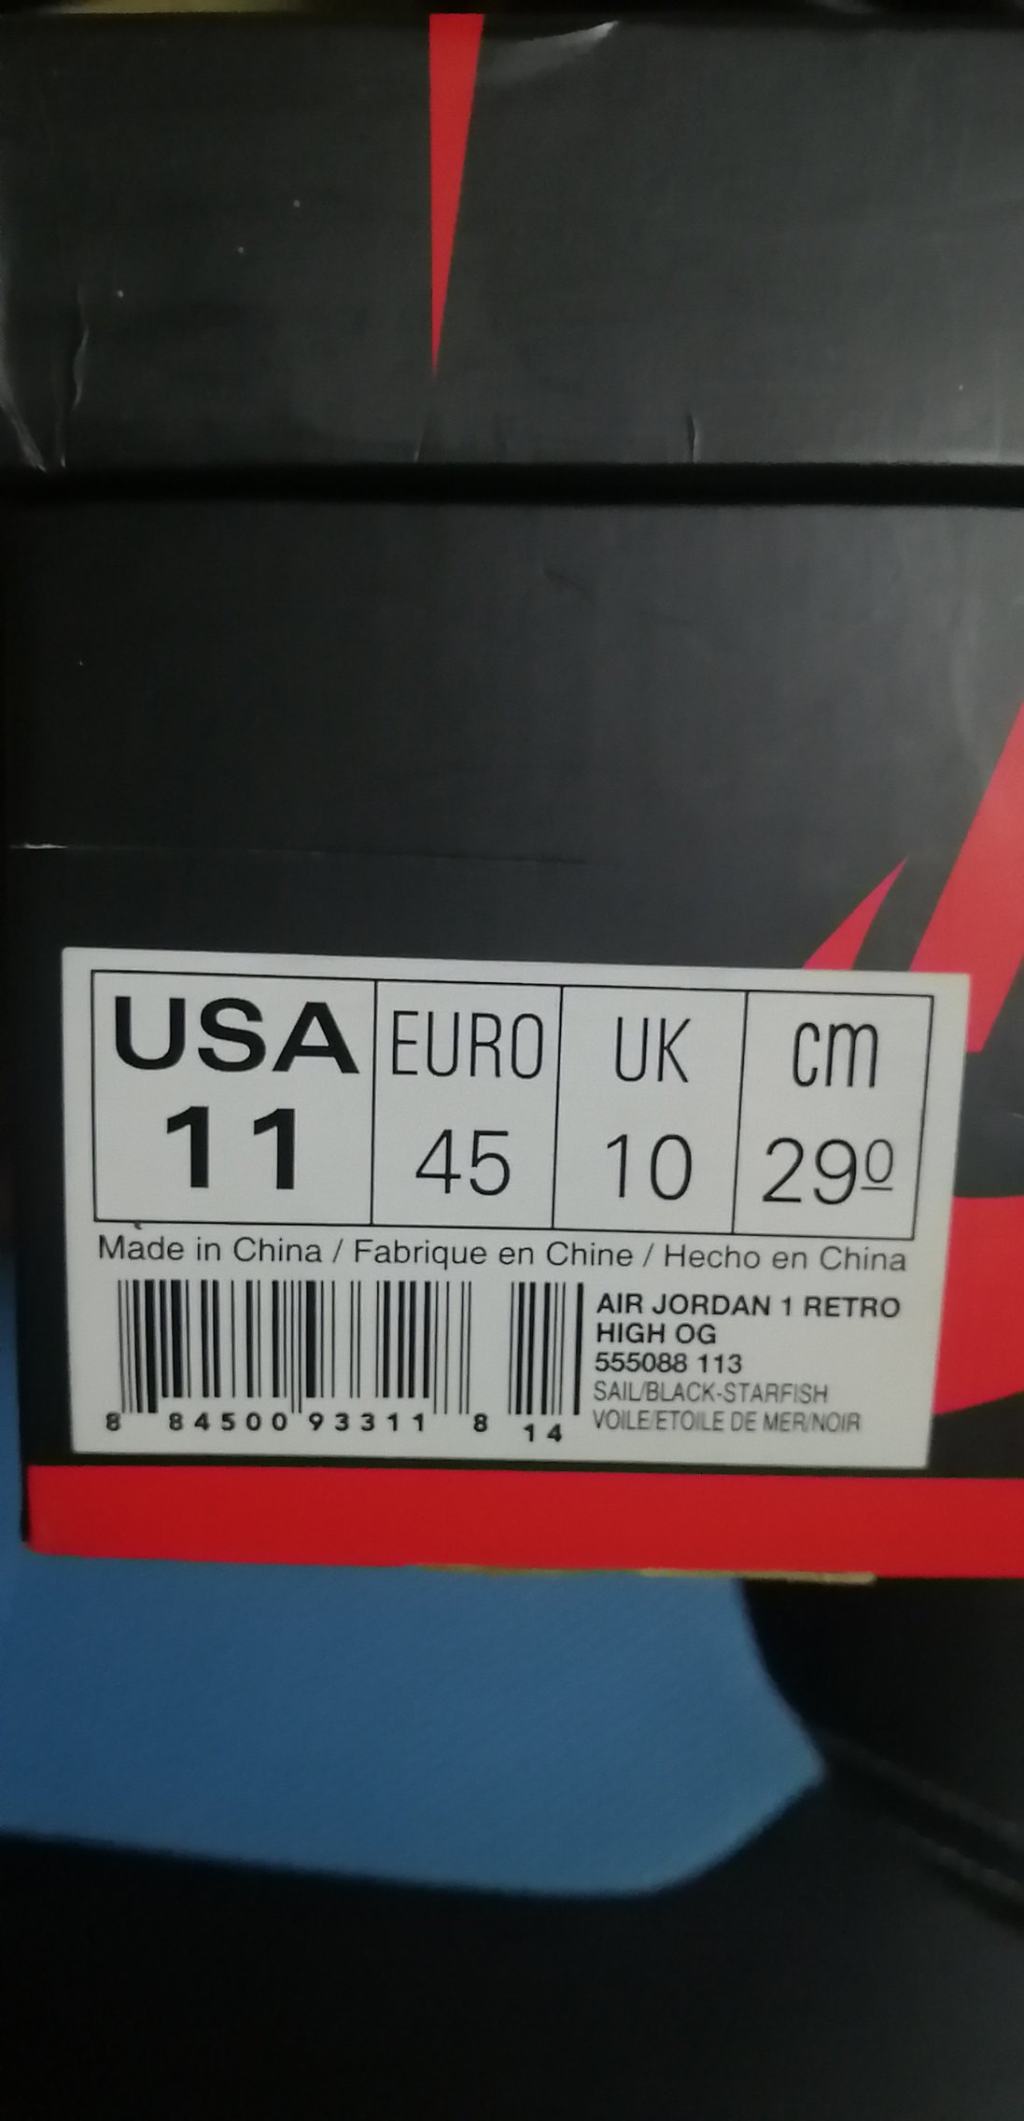 USA EURO UK cm
11 45 10 29º
Made in China / Fabrique en Chine / Hecho en China
AIR JORDAN 1 RETRO
HIGH OG
555088 113
SAIL/BLACK-STARFISH
VOILE/ETOILE DE MER/NOIR
8 84500 93311 8 14